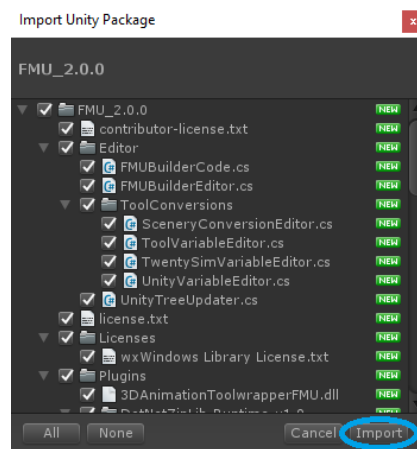 Import Unity Package
x
FMU_2.0.0
FMU_2.0.0 NEW
contributor-license.txt NEW
Editor NEW
FMUBuilderCode.cs NEW
FMUBuilderEditor.cs NEW
ToolConversions NEW
SceneryConversionEditor.cs NEW
ToolVariableEditor.cs NEW
TwentySimVariableEditor.cs NEW
UnityVariableEditor.cs NEW
UnityTreeUpdater.cs NEW
license.txt NEW
Licenses NEW
wxWindows Library License.txt NEW
Plugins NEW
3DAnimationToolwrapperFMU.dll NEW
All None Cancel Import